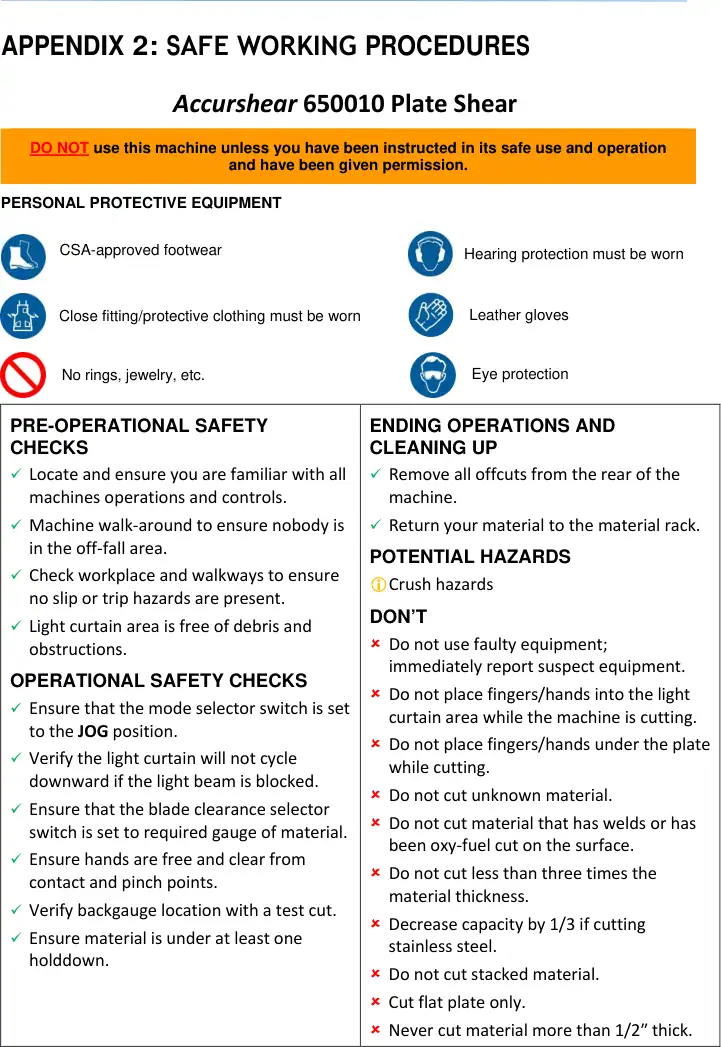 APPENDIX 2: SAFE WORKING PROCEDURES
Accurshear 650010 Plate Shear
DO NOT use this machine unless you have been instructed in its safe use and operation
and have been given permission.
PERSONAL PROTECTIVE EQUIPMENT
CSA-approved footwear
Hearing protection must be worn
Close fitting/protective clothing must be worn
Leather gloves
No rings, jewelry, etc.
Eye protection
PRE-OPERATIONAL SAFETY
CHECKS
✓ Locate and ensure you are familiar with all
machines operations and controls.
✓ Machine walk-around to ensure nobody is
in the off-fall area.
✓ Check workplace and walkways to ensure
no slip or trip hazards are present.
✓ Light curtain area is free of debris and
obstructions.
OPERATIONAL SAFETY CHECKS
✓ Ensure that the mode selector switch is set
to the JOG position.
✓ Verify the light curtain will not cycle
downward if the light beam is blocked.
✓ Ensure that the blade clearance selector
switch is set to required gauge of material.
✓ Ensure hands are free and clear from
contact and pinch points.
✓ Verify backgauge location with a test cut.
✓ Ensure material is under at least one
holddown.
ENDING OPERATIONS AND
CLEANING UP
✓ Remove all offcuts from the rear of the
machine.
✓ Return your material to the material rack.
POTENTIAL HAZARDS
ⓘ Crush hazards
DON'T
✗ Do not use faulty equipment;
immediately report suspect equipment.
✗ Do not place fingers/hands into the light
curtain area while the machine is cutting.
✗ Do not place fingers/hands under the plate
while cutting.
✗ Do not cut unknown material.
✗ Do not cut material that has welds or has
been oxy-fuel cut on the surface.
✗ Do not cut less than three times the
material thickness.
✗ Decrease capacity by 1/3 if cutting
stainless steel.
✗ Do not cut stacked material.
✗ Cut flat plate only.
✗ Never cut material more than 1/2" thick.